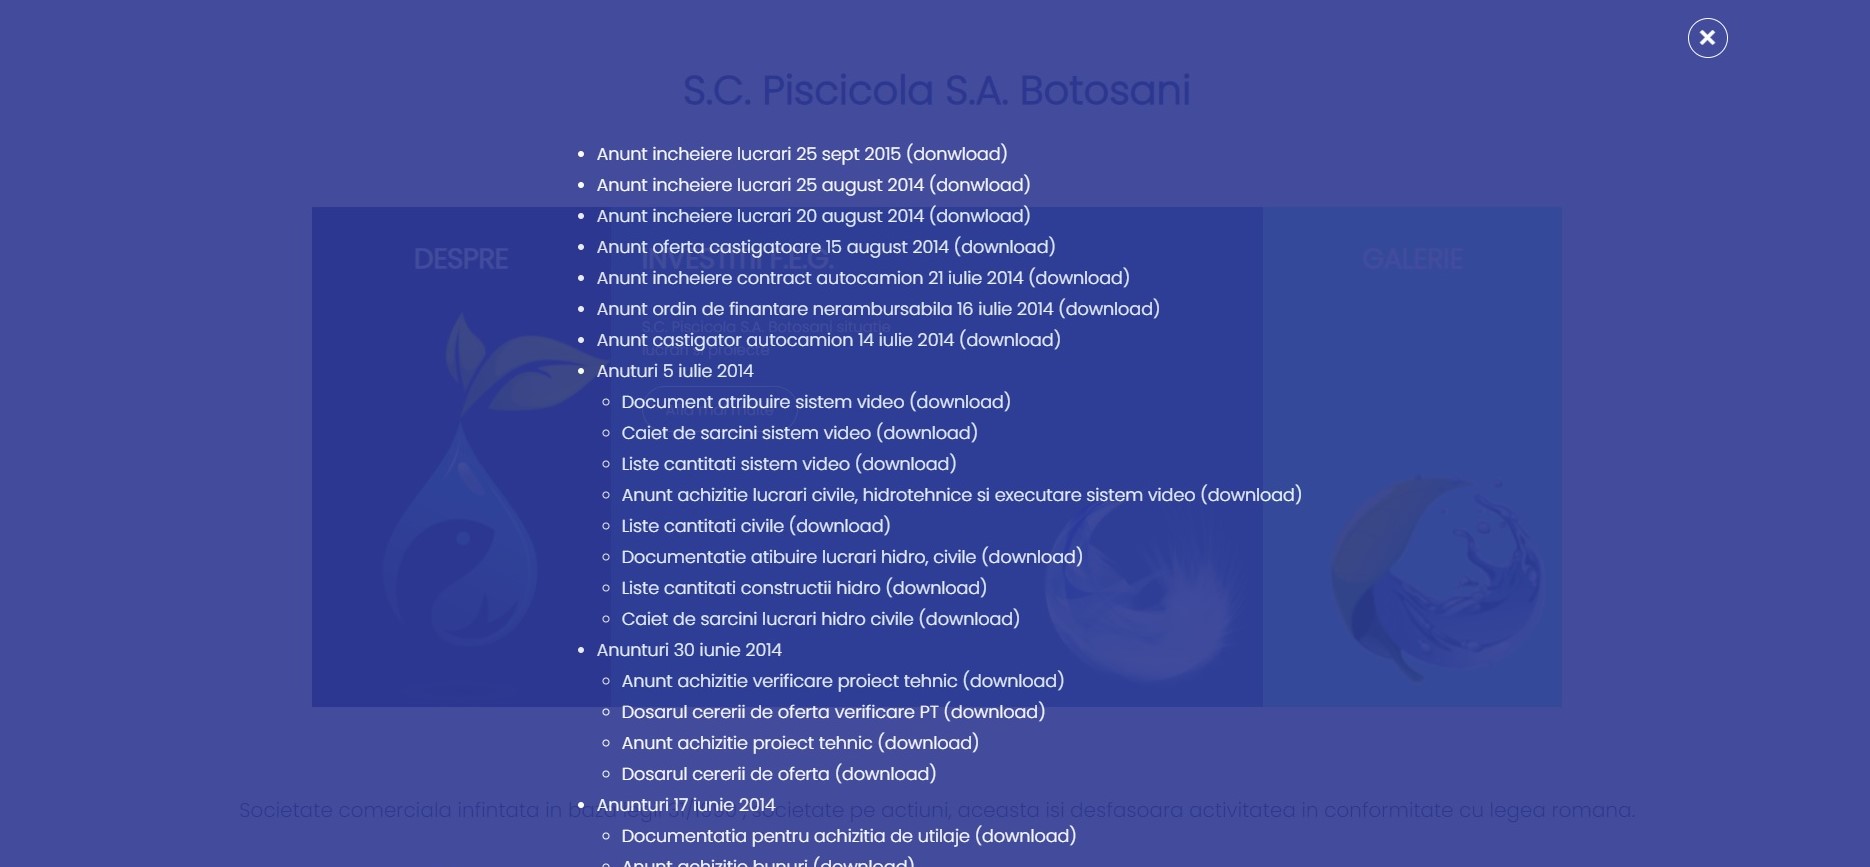 S.C. Piscicola S.A. Botosani
Anunt incheiere lucrari 25 sept 2015 (donwload)
Anunt incheiere lucrari 25 august 2014 (donwload)
Anunt incheiere lucrari 20 august 2014 (donwload)
Anunt oferta castigatoare 15 august 2014 (download)
DESPRE
INVESTITII F.E.G.
GALERIE
Anunt incheiere contract autocamion 21 iulie 2014 (download)
Anunt ordin de finantare nerambursabila 16 iulie 2014 (download)
S.C. Piscicola S.A. Botosani situatie
Anunt castigator autocamion 14 iulie 2014 (download)
lucrari proiecte
Anuturi 5 iulie 2014
Document atribuire sistem video (download)
Caiet de sarcini sistem video (download)
Liste cantitati sistem video (download)
Anunt achizitie lucrari civile, hidrotehnice si executare sistem video (download)
Liste cantitati civile (download)
Documentatie atibuire lucrari hidro, civile (download)
Liste cantitati constructii hidro (download)
Caiet de sarcini lucrari hidro civile (download)
Anunturi 30 iunie 2014
Anunt achizitie verificare proiect tehnic (download)
Dosarul cererii de oferta verificare PT (download)
Anunt achizitie proiect tehnic (download)
Dosarul cererii de oferta (download)
Anunturi 17 iunie 2014
Societate comerciala infintata in baza legii societate pe actiuni, aceasta isi desfasoara activitatea in conformitate cu legea romana.
Documentatia pentru achizitia de utilaje (download)
Anunt achizitie bunuri (download)